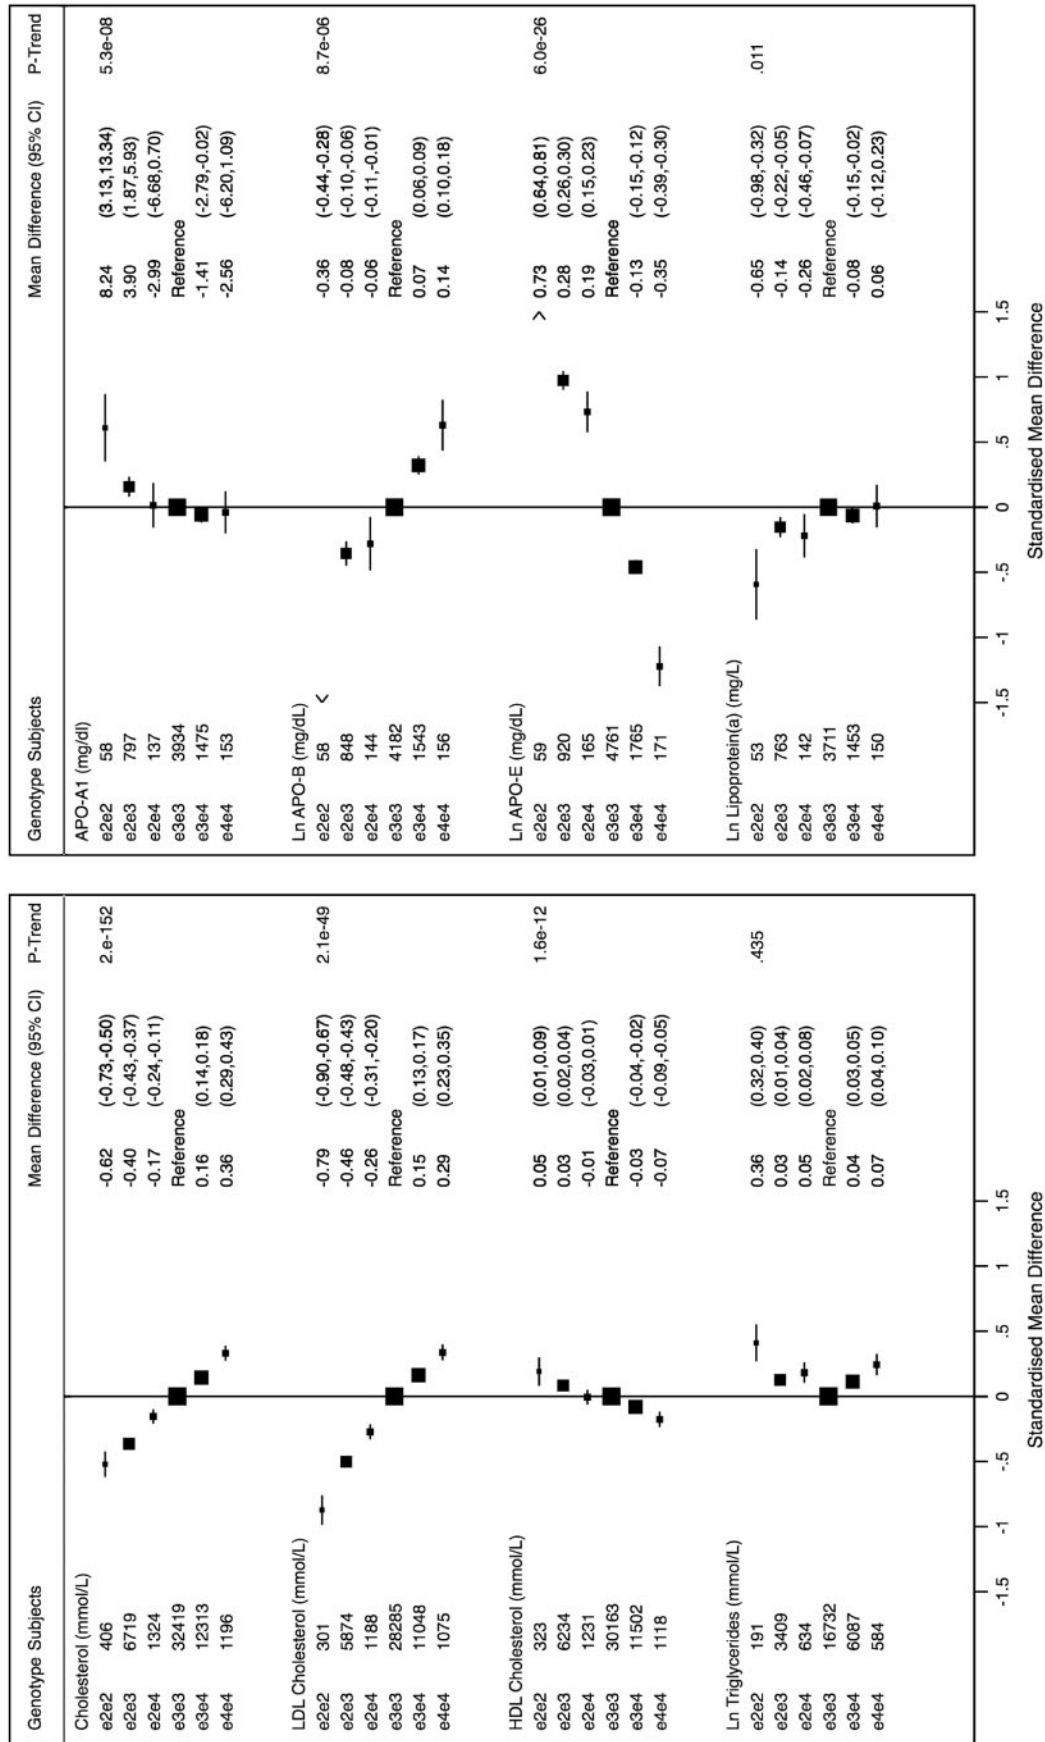 Genotype Subjects Mean Difference (95% CI) P-Trend
Cholesterol (mmol/L)
e2e2 406 -0.62 (-0.73,-0.50) 2.e-152
e2e3 6719 -0.40 (-0.43,-0.37)
e2e4 1324 -0.17 (-0.24,-0.11)
e3e3 32419 Reference
e3e4 12313 0.16 (0.14,0.18)
e4e4 1196 0.36 (0.29,0.43)
LDL Cholesterol (mmol/L)
e2e2 301 -0.79 (-0.90,-0.67) 2.1e-49
e2e3 5874 -0.46 (-0.48,-0.43)
e2e4 1188 -0.26 (-0.31,-0.20)
e3e3 28285 Reference
e3e4 11048 0.15 (0.13,0.17)
e4e4 1075 0.29 (0.23,0.35)
HDL Cholesterol (mmol/L)
e2e2 323 0.05 (0.01,0.09) 1.6e-12
e2e3 6234 0.03 (0.02,0.04)
e2e4 1231 -0.01 (-0.03,0.01)
e3e3 30163 Reference
e3e4 11502 -0.03 (-0.04,-0.02)
e4e4 1118 -0.07 (-0.09,-0.05)
Ln Triglycerides (mmol/L)
e2e2 191 0.36 (0.32,0.40) .435
e2e3 3409 0.03 (0.01,0.04)
e2e4 634 0.05 (0.02,0.08)
e3e3 16732 Reference
e3e4 6087 0.04 (0.03,0.05)
e4e4 584 0.07 (0.04,0.10)
-1.5 -1 -.5 0 .5 1 1.5
Standardised Mean Difference
Genotype Subjects Mean Difference (95% CI) P-Trend
APO-A1 (mg/dl)
e2e2 58 8.24 (3.13,13.34) 5.3e-08
e2e3 797 3.90 (1.87,5.93)
e2e4 137 -2.99 (-6.68,0.70)
e3e3 3934 Reference
e3e4 1475 -1.41 (-2.79,-0.02)
e4e4 153 -2.56 (-6.20,1.09)
Ln APO-B (mg/dL)
e2e2 58 < -0.36 (-0.44,-0.28) 8.7e-06
e2e3 848 -0.08 (-0.10,-0.06)
e2e4 144 -0.06 (-0.11,-0.01)
e3e3 4182 Reference
e3e4 1543 0.07 (0.06,0.09)
e4e4 156 0.14 (0.10,0.18)
Ln APO-E (mg/dL)
e2e2 59 > 0.73 (0.64,0.81) 6.0e-26
e2e3 920 0.28 (0.26,0.30)
e2e4 165 0.19 (0.15,0.23)
e3e3 4761 Reference
e3e4 1765 -0.13 (-0.15,-0.12)
e4e4 171 -0.35 (-0.39,-0.30)
Ln Lipoprotein(a) (mg/L)
e2e2 53 -0.65 (-0.98,-0.32) .011
e2e3 763 -0.14 (-0.22,-0.05)
e2e4 142 -0.26 (-0.46,-0.07)
e3e3 3711 Reference
e3e4 1453 -0.08 (-0.15,-0.02)
e4e4 150 0.06 (-0.12,0.23)
-1.5 -1 -.5 0 .5 1 1.5
Standardised Mean Difference